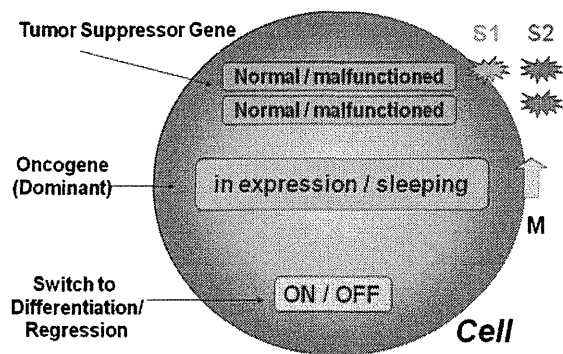 Tumor Suppressor Gene
S1 S2
Normal / malfunctioned
Normal / malfunctioned
Oncogene
(Dominant)
in expression / sleeping
M
Switch to
Differentiation/
Regression
ON / OFF
Cell